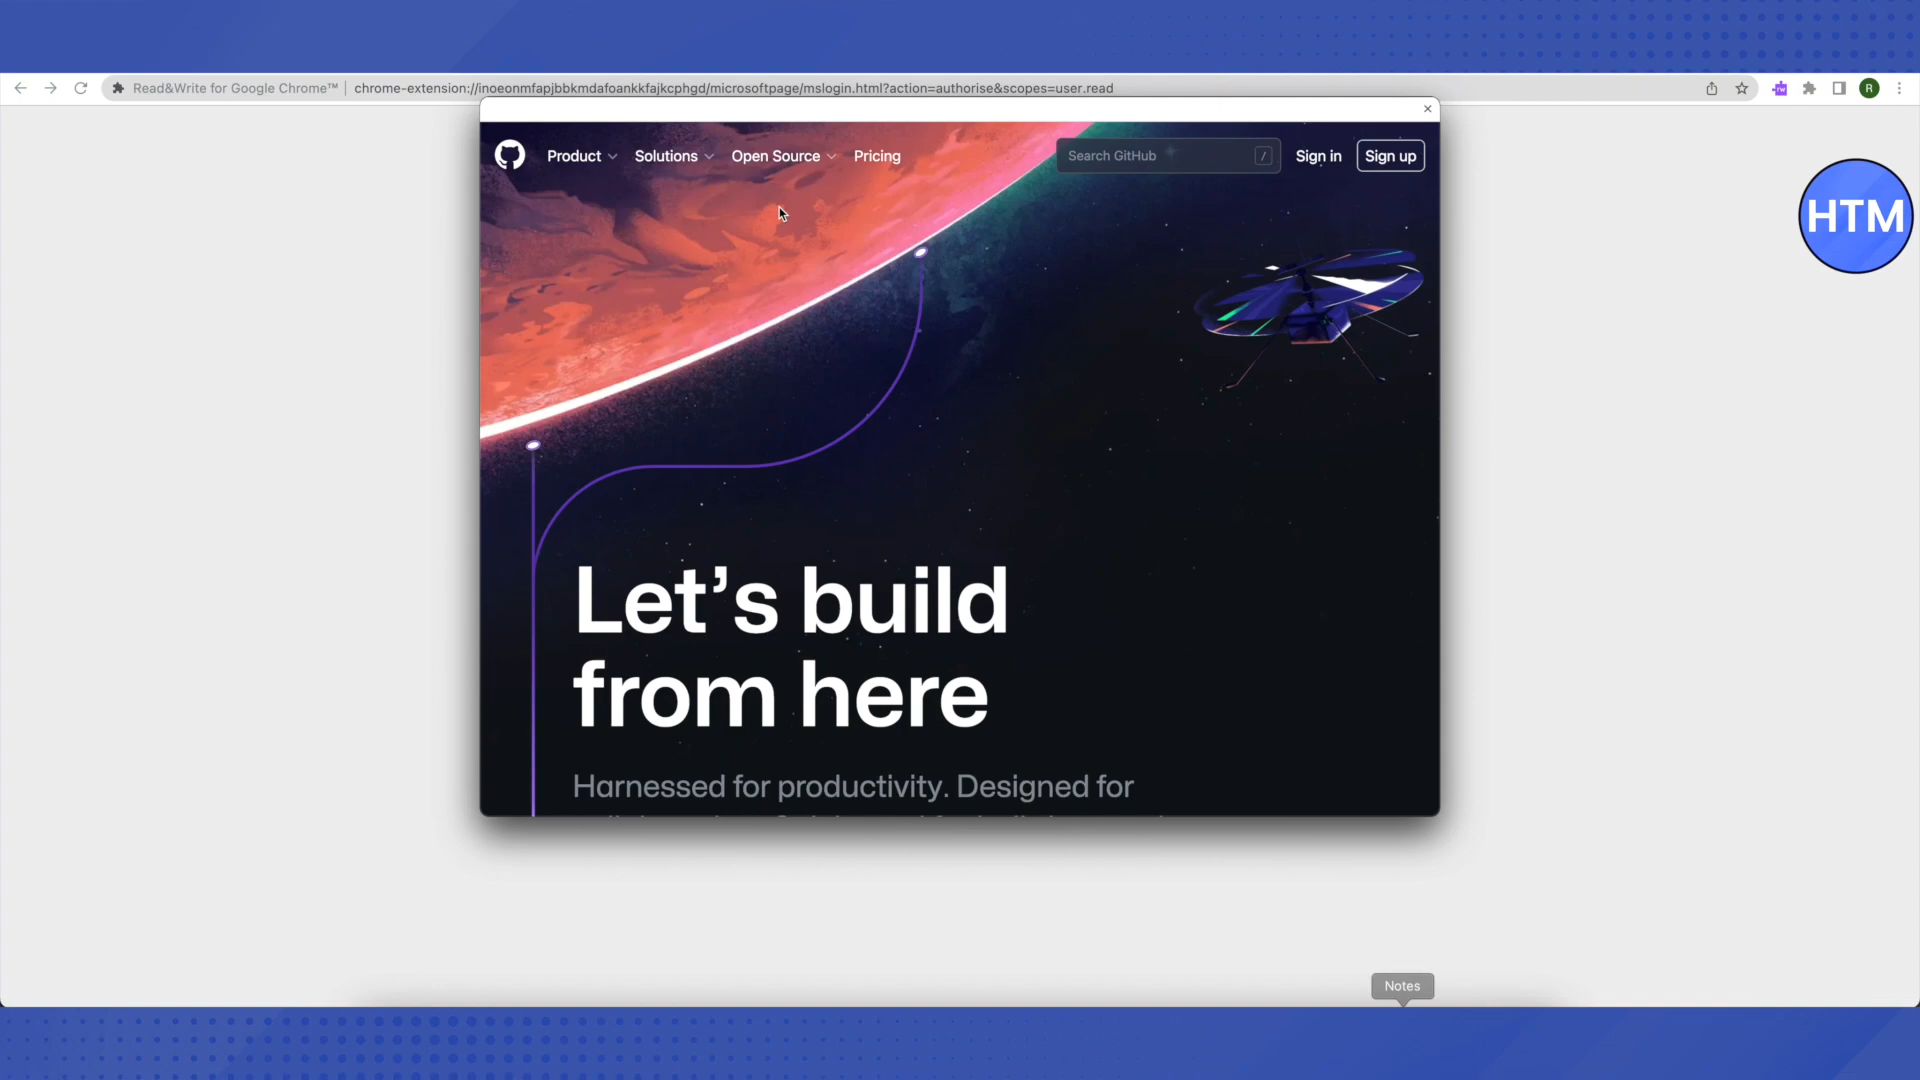 Read&Write for Google Chrome™ | chrome-extension://inoeonmfapjbbkmdafoankkfajkcphgd/microsoftpage/mslogin.html?action=authorise&scopes=user.read
rw
R
Product
Solutions
Open Source
Pricing
Search GitHub
/
Sign in
Sign up
HTM
Let's build
from here
Harnessed for productivity. Designed for
Notes